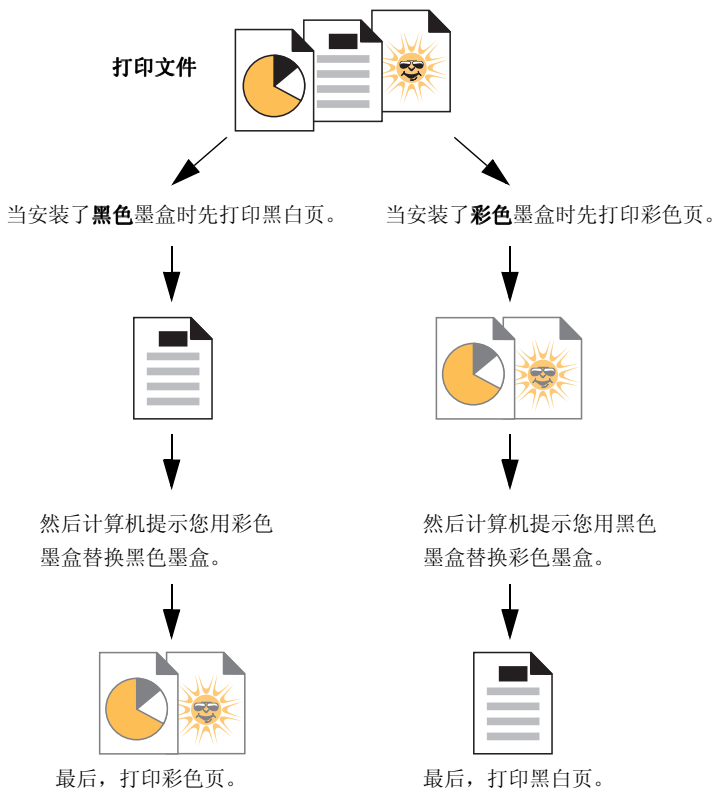 打印文件
当安装了黑色墨盒时先打印黑白页。
当安装了彩色墨盒时先打印彩色页。
然后计算机提示您用彩色
墨盒替换黑色墨盒。
然后计算机提示您用黑色
墨盒替换彩色墨盒。
最后，打印彩色页。
最后，打印黑白页。